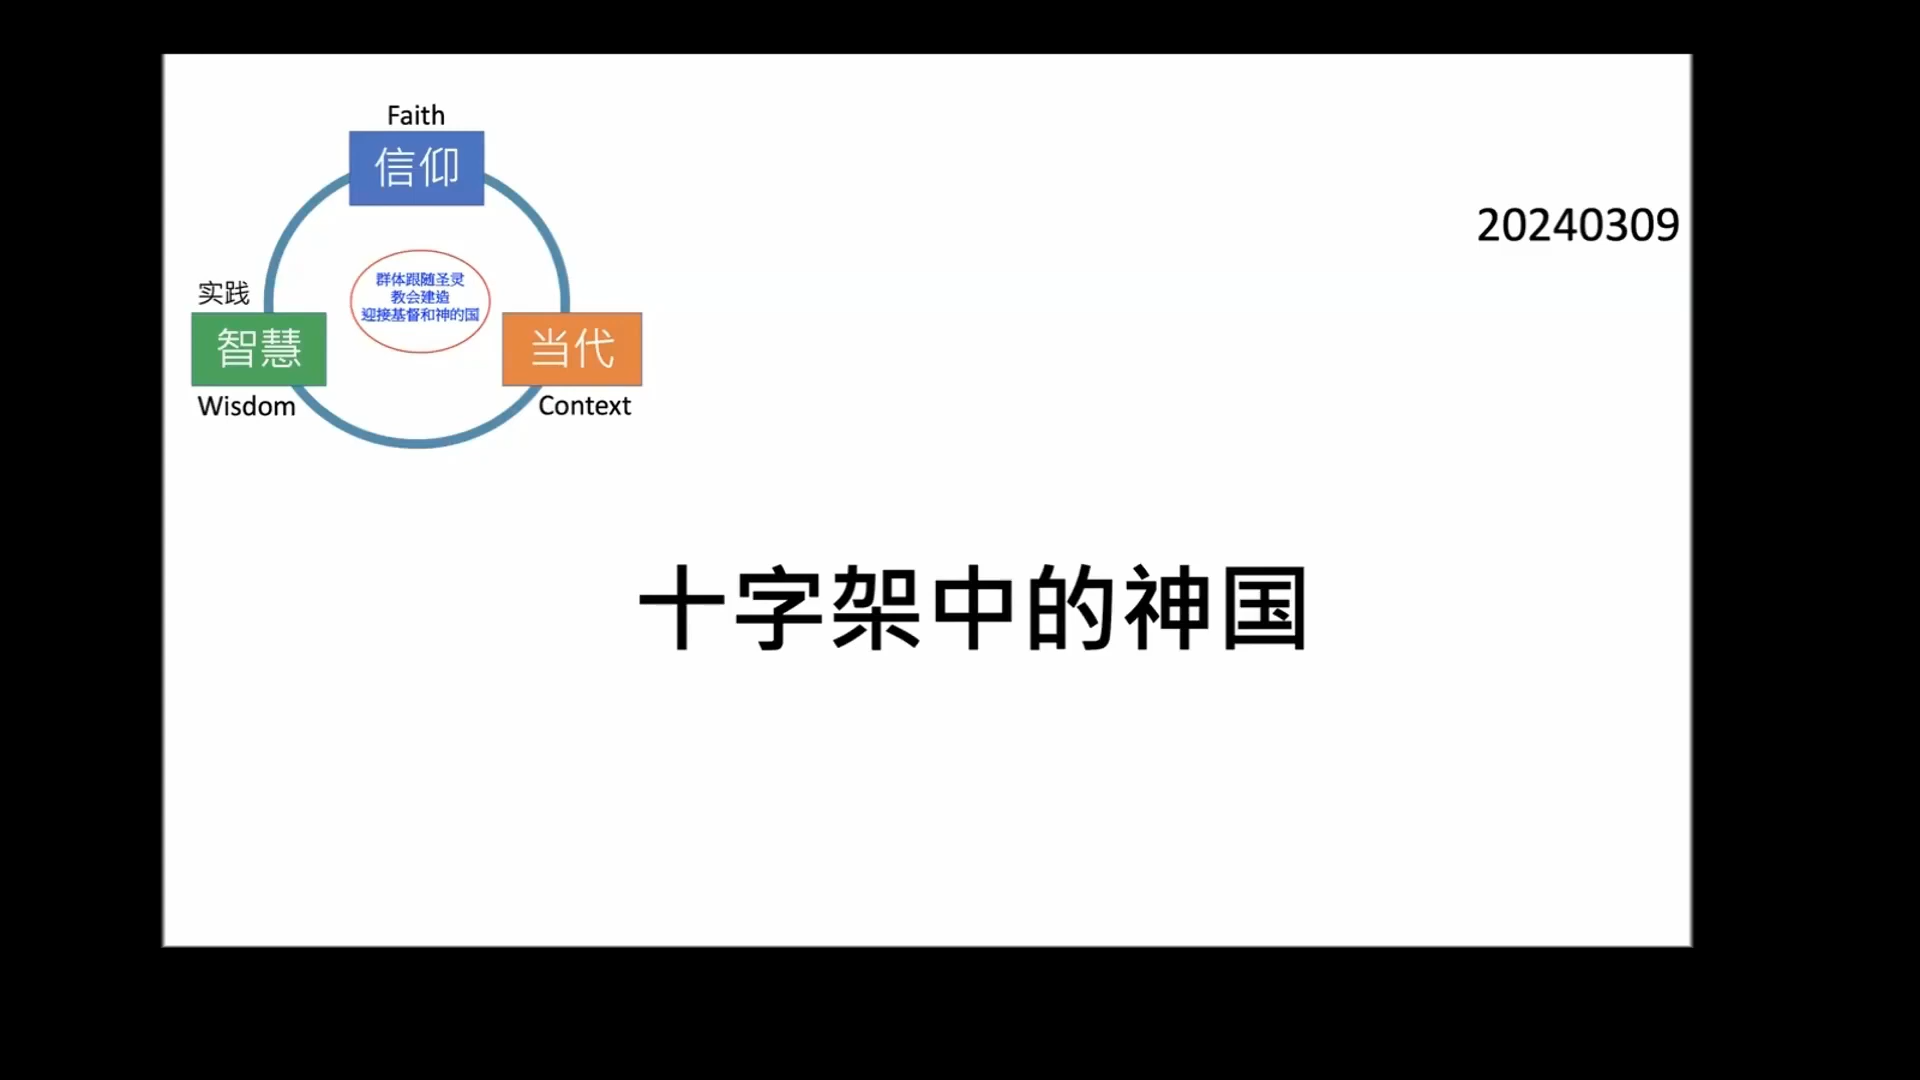 Faith
信仰
20240309
群体跟随圣灵
教会建造
迎接基督和神的国
实践
智慧
当代
Wisdom
Context
十字架中的神国